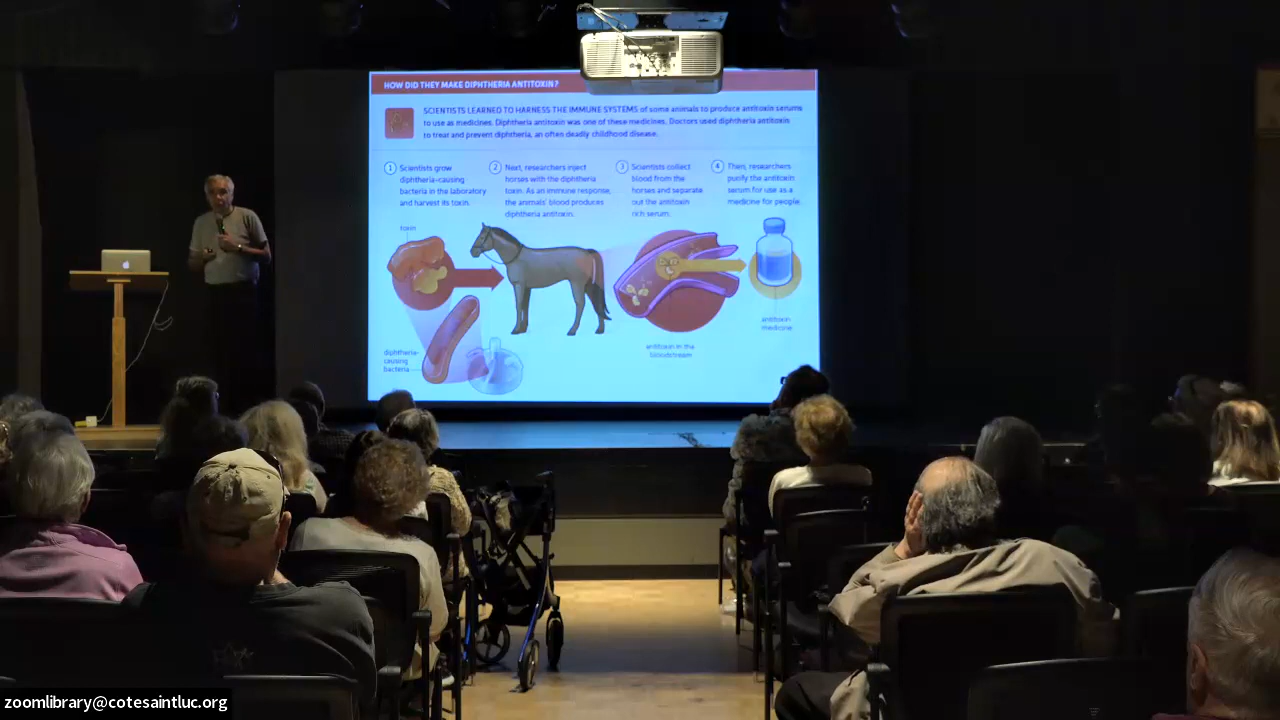 HOW DID THEY MAKE DIPHTHERIA ANTITOXIN?
SCIENTISTS LEARNED TO HARNESS THE IMMUNE SYSTEMS of some animals to produce antitoxin serums
to use as medicines. Diphtheria antitoxin was one of these medicines. Doctors used diphtheria antitoxin
to treat and prevent diphtheria, an often deadly childhood disease.
1 Scientists grow
diphtheria-causing
bacteria in the laboratory
and harvest its toxin.
2 Next, researchers inject
horses with the diphtheria
toxin. As an immune response,
the animals' blood produces
diphtheria antitoxin.
3 Scientists collect
blood from the
horses and separate
out the antitoxin
rich serum.
4 Then, researchers
purify the antitoxin
serum for use as a
medicine for people.
toxin
diphtheria-
causing
bacteria
antitoxin in the
bloodstream
antitoxin
medicine
zoomlibrary@cotesaintluc.org